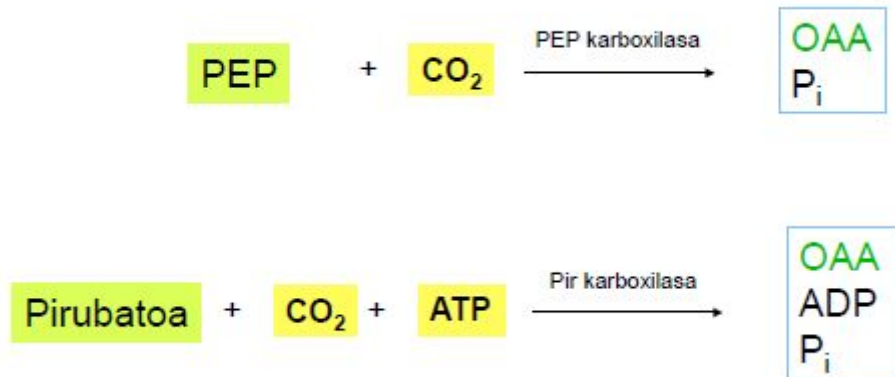 PEP + CO₂ PEP karboxilasa OAA
Pᵢ
Pirubatoa + CO₂ + ATP Pir karboxilasa OAA
ADP
Pᵢ